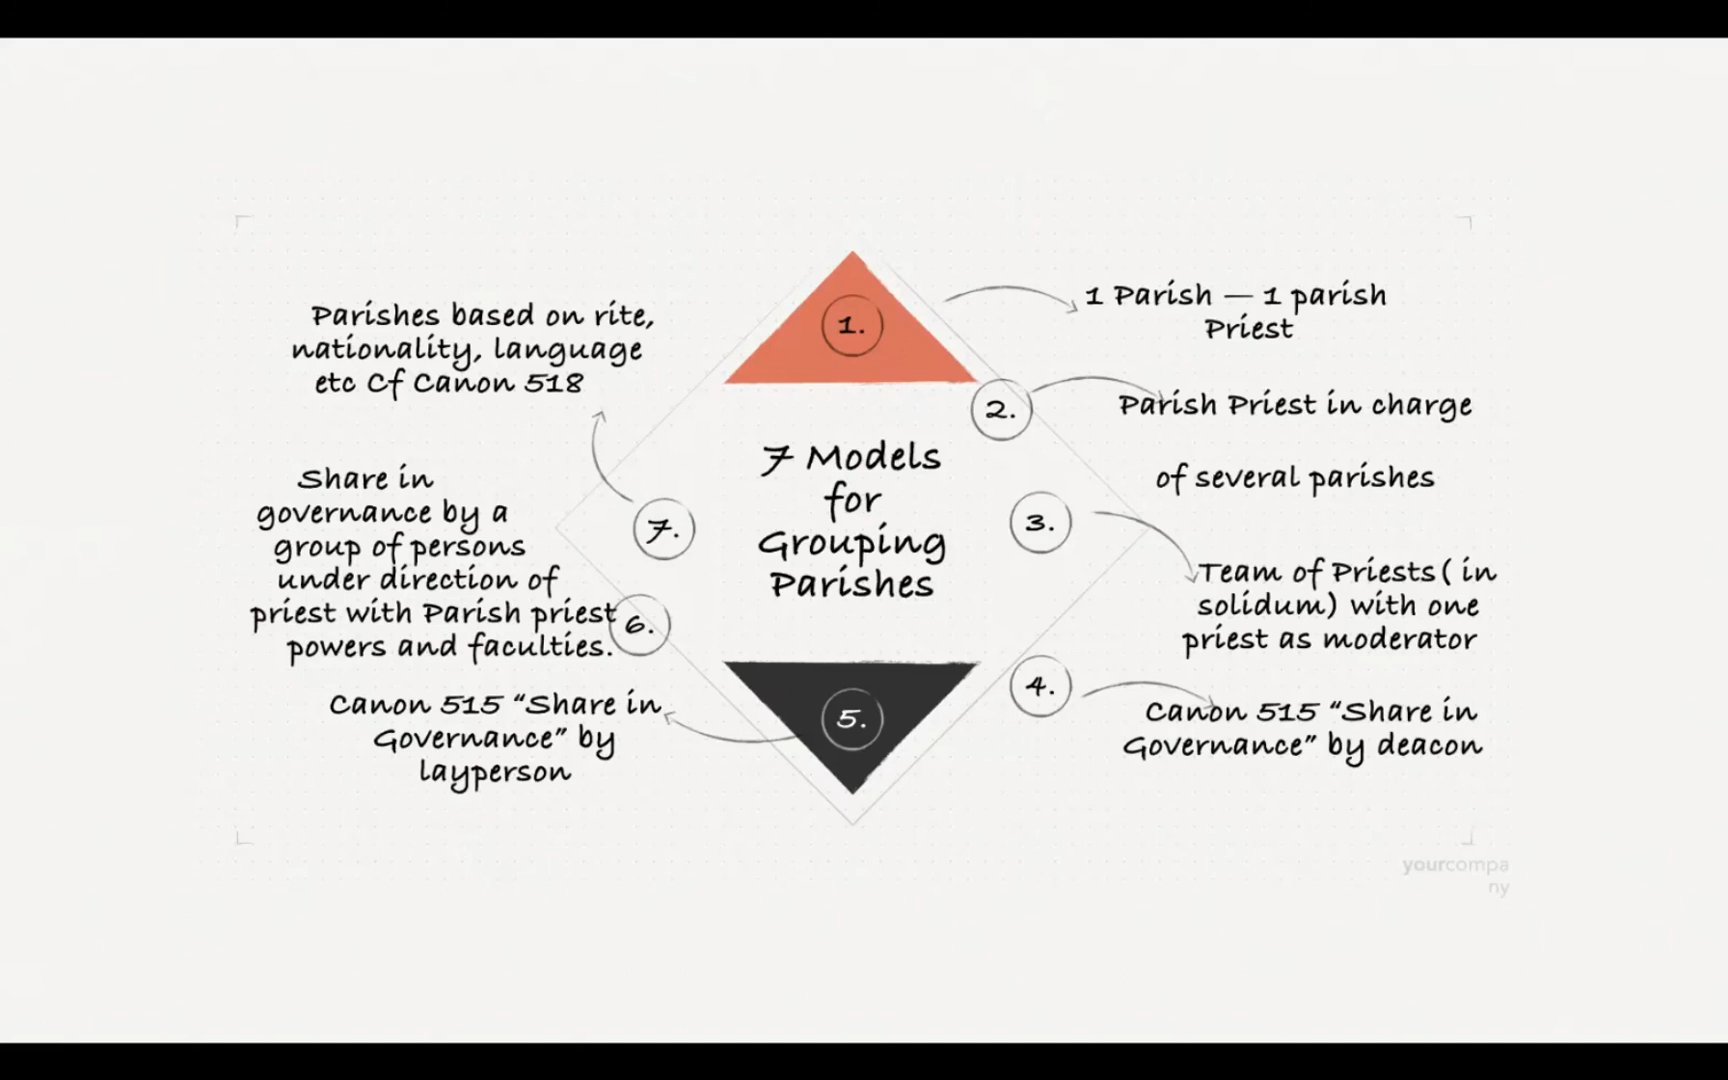 7 Models
for
Grouping
Parishes
1.
1 Parish — 1 parish
Priest
2.
Parish Priest in charge
of several parishes
3.
Team of Priests( in
solidum) with one
priest as moderator
4.
Canon 515 “Share in
Governance” by deacon
5.
Canon 515 “Share in
Governance” by
layperson
6.
Share in
governance by a
group of persons
under direction of
priest with Parish priest
powers and faculties.
7.
Parishes based on rite,
nationality, language
etc Cf Canon 518
yourcompa
ny